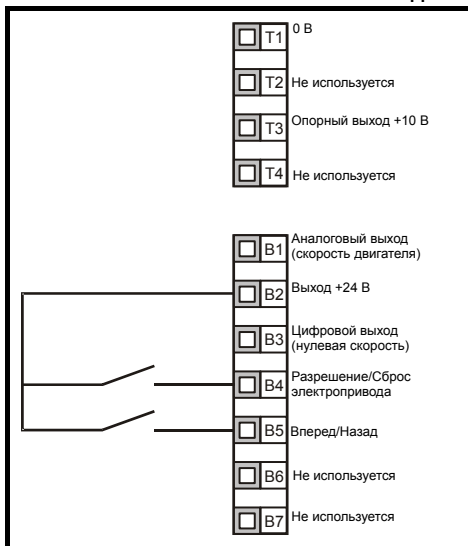 T1 0 В
T2 Не используется
T3 Опорный выход +10 В
T4 Не используется
B1 Аналоговый выход
(скорость двигателя)
B2 Выход +24 В
B3 Цифровой выход
(нулевая скорость)
B4 Разрешение/Сброс
электропривода
B5 Вперед/Назад
B6 Не используется
B7 Не используется